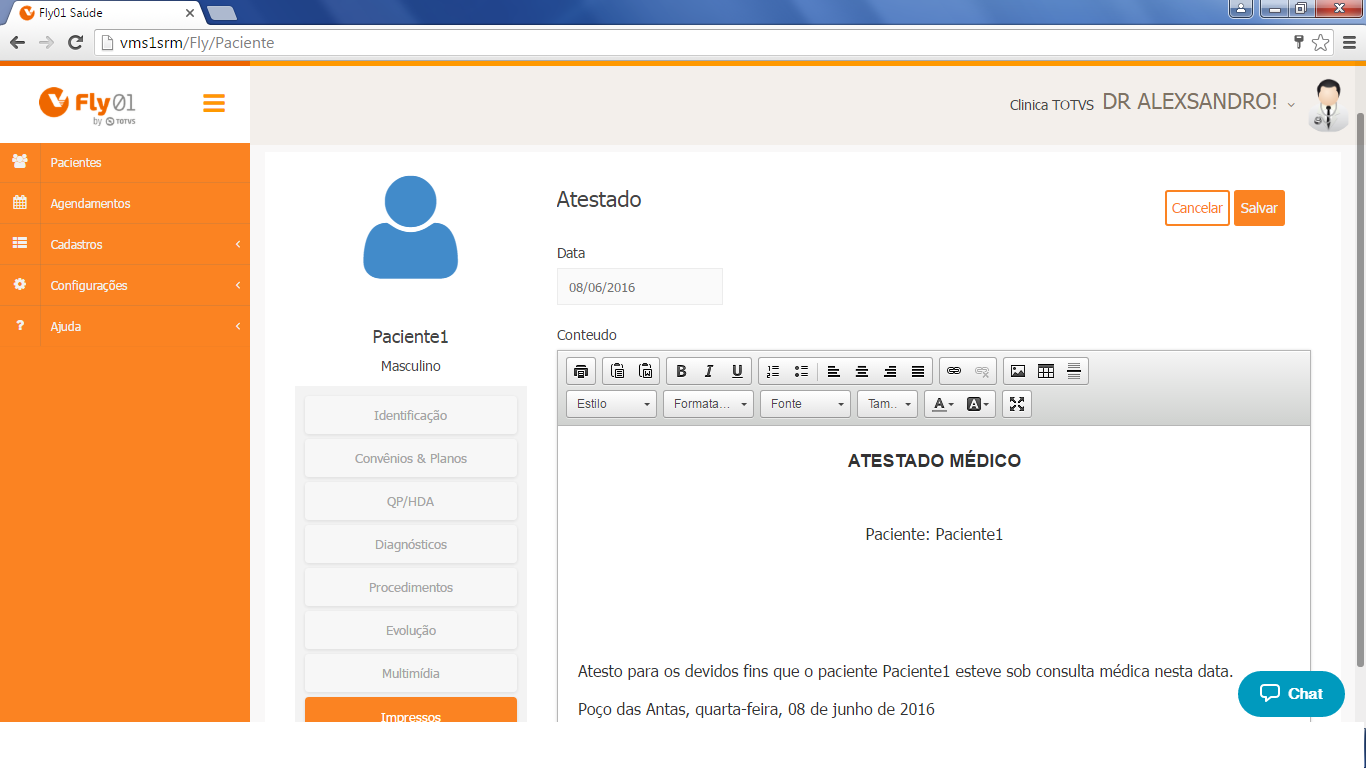 Fly01 Saúde
vms1srm/Fly/Paciente
Fly01
by TOTVS
Clinica TOTVS DR ALEXSANDRO!
Pacientes
Agendamentos
Cadastros
Configurações
? Ajuda
Paciente1
Masculino
Identificação
Convênios & Planos
QP/HDA
Diagnósticos
Procedimentos
Evolução
Multimídia
Impressos
Atestado
Cancelar Salvar
Data
08/06/2016
Conteudo
B I U
Estilo Formata... Fonte Tam... A A
ATESTADO MÉDICO
Paciente: Paciente1
Atesto para os devidos fins que o paciente Paciente1 esteve sob consulta médica nesta data.
Poço das Antas, quarta-feira, 08 de junho de 2016
Chat